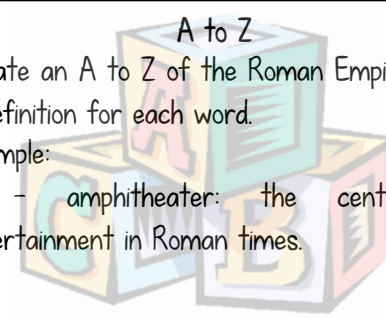 A to Z
ate an A to Z of the Roman Empi
efinition for each word.
mple:
- amphitheater: the cent
ertainment in Roman times.
A
C
B